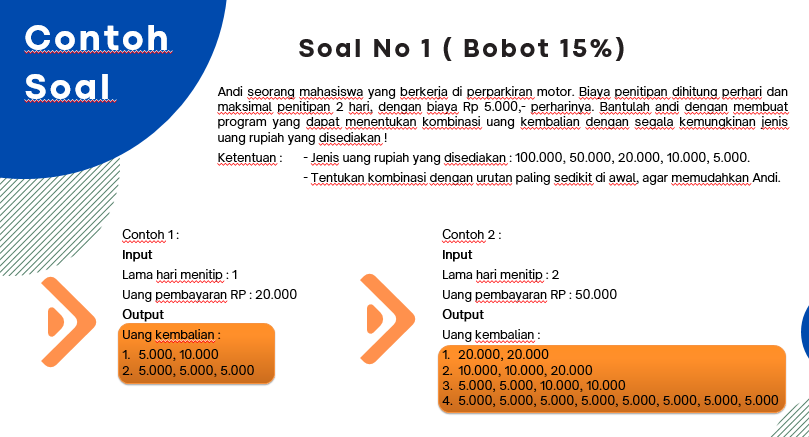 Contoh
Soal
Soal No 1 ( Bobot 15%)
Andi seorang mahasiswa yang berkerja di perparkiran motor. Biaya penitipan dihitung perhari dan
maksimal penitipan 2 hari, dengan biaya Rp 5.000,- perharinya. Bantulah andi dengan membuat
program yang dapat menentukan kombinasi uang kembalian dengan segala kemungkinan jenis
uang rupiah yang disediakan !
Ketentuan : - Jenis uang rupiah yang disediakan : 100.000, 50.000, 20.000, 10.000, 5.000.
- Tentukan kombinasi dengan urutan paling sedikit di awal, agar memudahkan Andi.
Contoh 1 :
Input
Lama hari menitip : 1
Uang pembayaran RP : 20.000
Output
Uang kembalian :
1. 5.000, 10.000
2. 5.000, 5.000, 5.000
Contoh 2 :
Input
Lama hari menitip : 2
Uang pembayaran RP : 50.000
Output
Uang kembalian :
1. 20.000, 20.000
2. 10.000, 10.000, 20.000
3. 5.000, 5.000, 10.000, 10.000
4. 5.000, 5.000, 5.000, 5.000, 5.000, 5.000, 5.000, 5.000